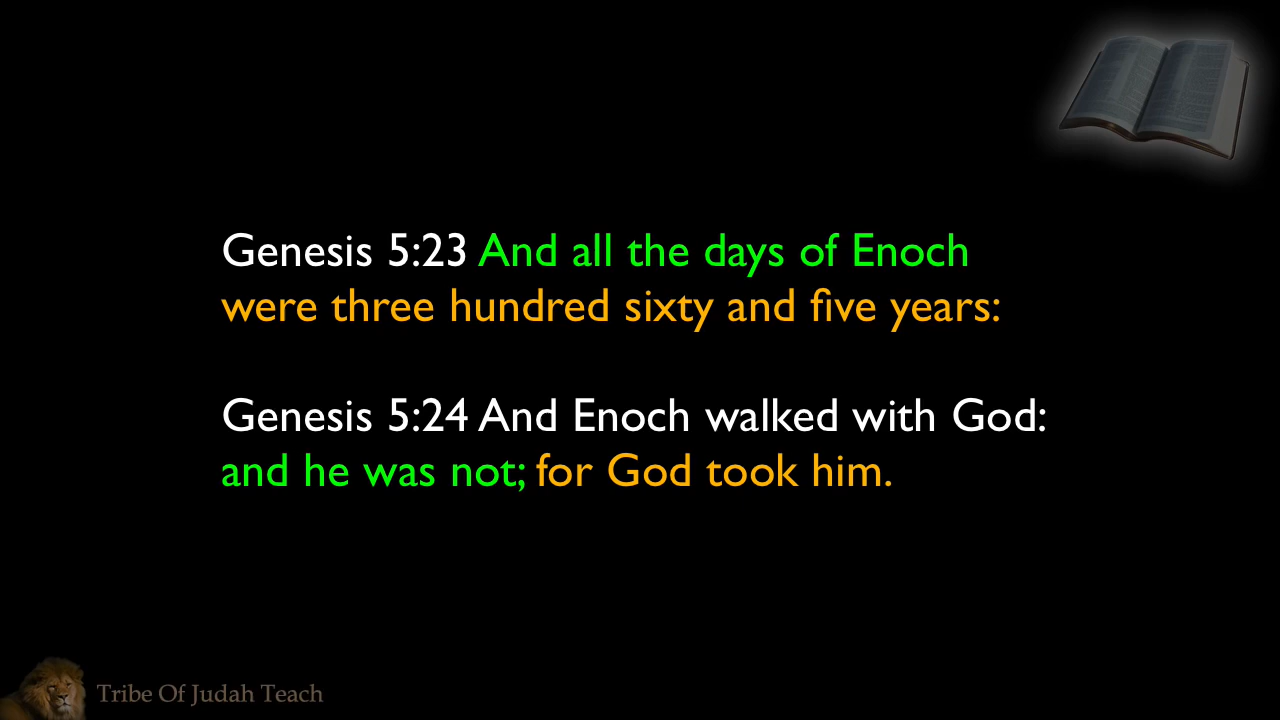 Genesis 5:23 And all the days of Enoch
were three hundred sixty and five years:
Genesis 5:24 And Enoch walked with God:
and he was not; for God took him.
Tribe Of Judah Teach